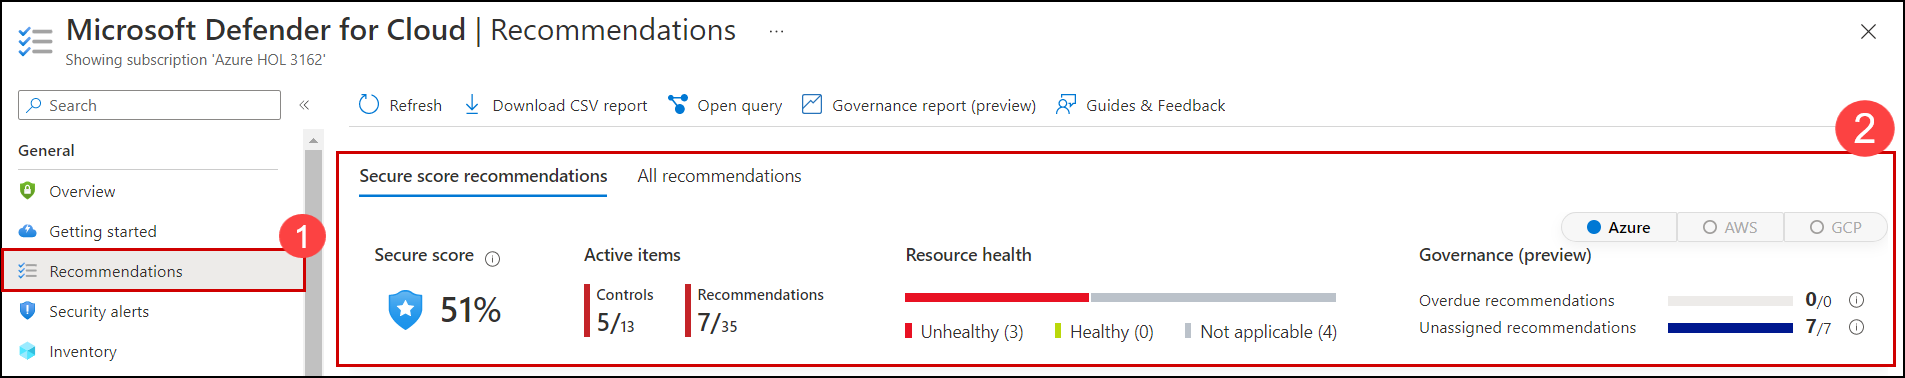 Microsoft Defender for Cloud | Recommendations ...
Showing subscription 'Azure HOL 3162'
Search
«
Refresh Download CSV report Open query Governance report (preview) Guides & Feedback
General
Overview
Getting started
Recommendations
Security alerts
Inventory
1
2
Secure score recommendations All recommendations
Azure AWS GCP
Secure score
51%
Active items
Controls
5/13
Recommendations
7/35
Resource health
Unhealthy (3) Healthy (0) Not applicable (4)
Governance (preview)
Overdue recommendations 0/0
Unassigned recommendations 7/7